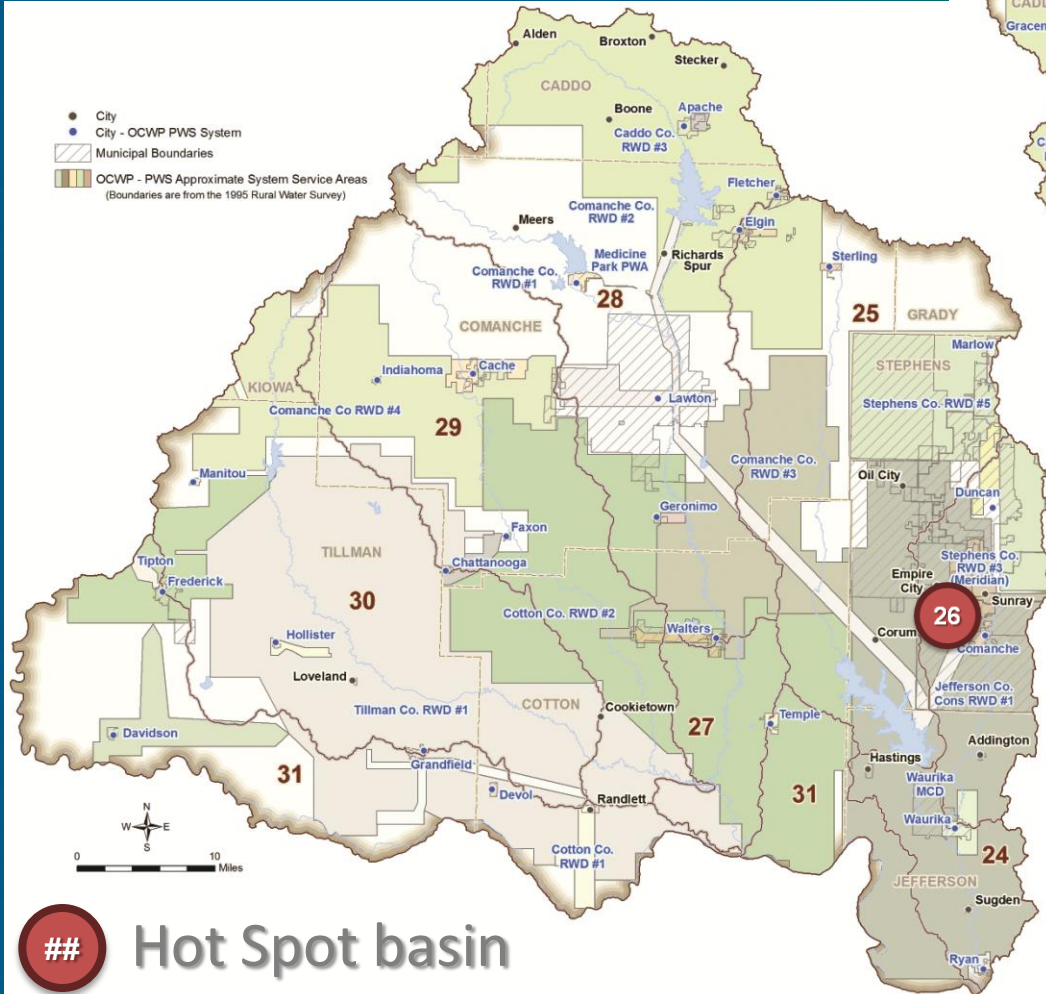 CADD
Gracem
Alden
Broxton
Stecker
CADDO
Boone
Apache
Caddo Co.
RWD #3
City
City - OCWP PWS System
Municipal Boundaries
OCWP - PWS Approximate System Service Areas
(Boundaries are from the 1995 Rural Water Survey)
Fletcher
Comanche Co.
RWD #2
Meers
Elgin
Richards
Spur
Medicine
Park PWA
Comanche Co.
RWD #1
28
Sterling
25
GRADY
COMANCHE
Marlow
STEPHENS
Indiahoma
Cache
KIOWA
Comanche Co RWD #4
Lawton
Stephens Co. RWD #5
29
Comanche Co.
RWD #3
Manitou
Oil City
Duncan
Geronimo
Faxon
TILLMAN
Chattanooga
Stephens Co.
RWD #3
(Meridian)
Tipton
Frederick
Empire
City
Sunray
30
Cotton Co. RWD #2
26
Hollister
Walters
Corum
Comanche
Loveland
Jefferson Co.
Cons RWD #1
Tillman Co. RWD #1
COTTON
Cookietown
27
Temple
Davidson
Addington
Hastings
Grandfield
31
Waurika
MCD
Devol
Randlett
31
Waurika
N
W E
S
24
0 10
Miles
Cotton Co.
RWD #1
JEFFERSON
Sugden
Ryan
## Hot Spot basin